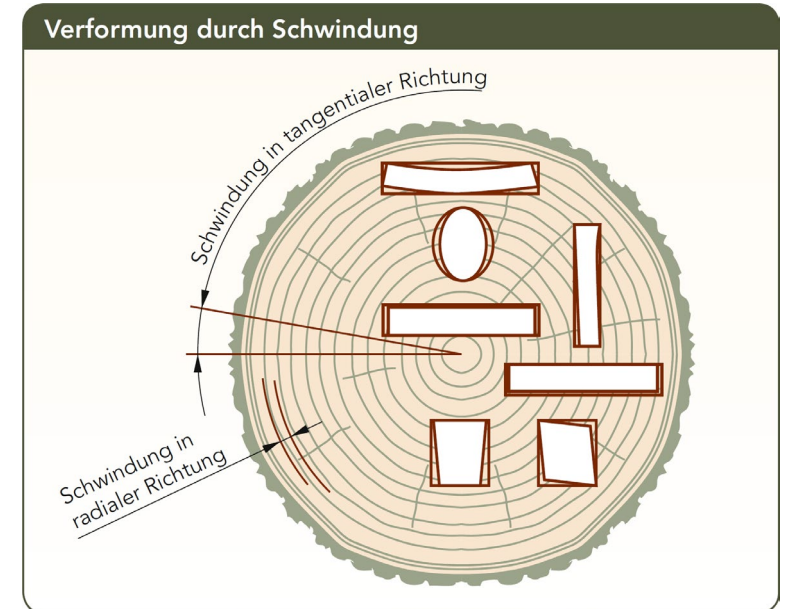 Verformung durch Schwindung
Schwindung in tangentialer Richtung
Schwindung in
radialer Richtung